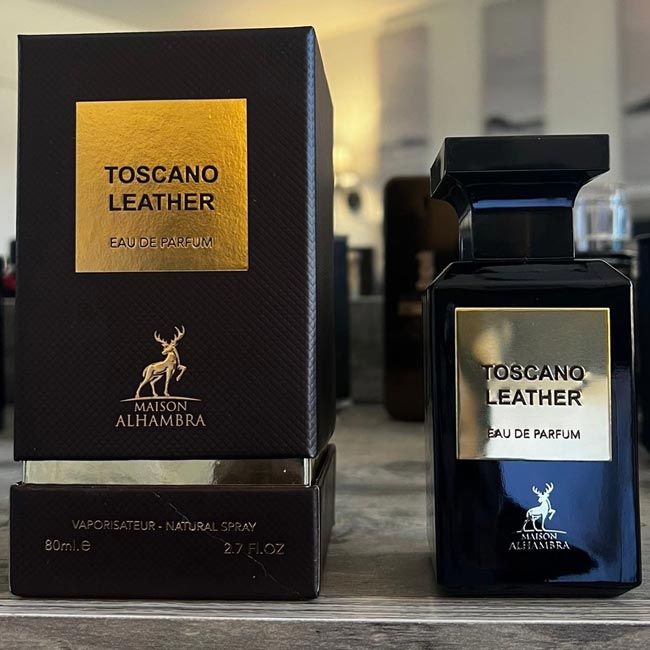 TOSCANO
LEATHER
EAU DE PARFUM
MAISON
ALHAMBRA
VAPORISATEUR - NATURAL SPRAY
80ml.e 2.7 Fl.OZ
TOSCANO
LEATHER
EAU DE PARFUM
MAISON
ALHAMBRA